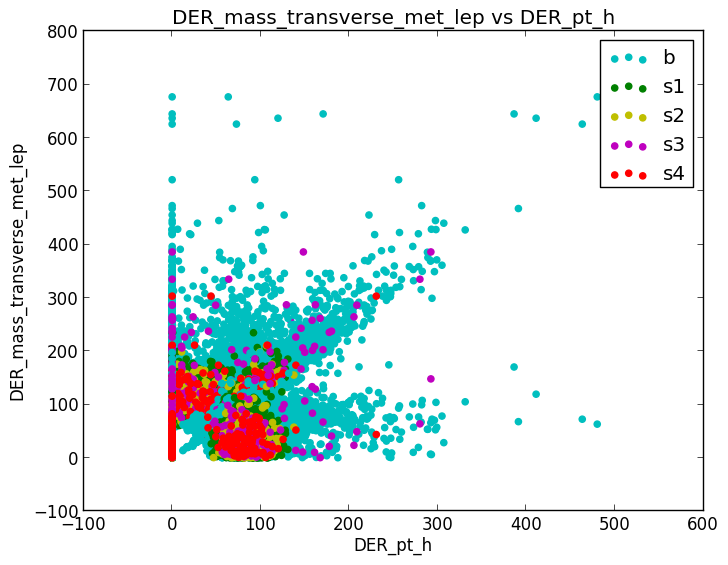 DER_mass_transverse_met_lep vs DER_pt_h
800
700
600
500
400
300
200
100
0
−100
−100
0
100
200
300
400
500
600
DER_mass_transverse_met_lep
DER_pt_h
b
s1
s2
s3
s4